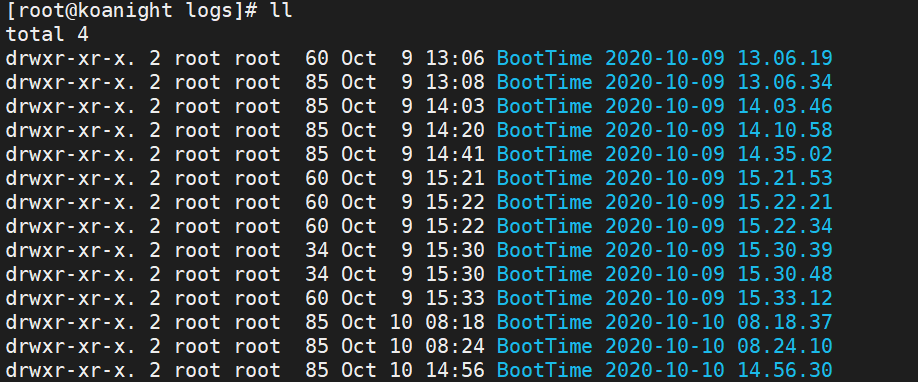 [root@koanight logs]# ll
total 4
drwxr-xr-x. 2 root root  60 Oct  9 13:06 BootTime 2020-10-09 13.06.19
drwxr-xr-x. 2 root root  85 Oct  9 13:08 BootTime 2020-10-09 13.06.34
drwxr-xr-x. 2 root root  85 Oct  9 14:03 BootTime 2020-10-09 14.03.46
drwxr-xr-x. 2 root root  85 Oct  9 14:20 BootTime 2020-10-09 14.10.58
drwxr-xr-x. 2 root root  85 Oct  9 14:41 BootTime 2020-10-09 14.35.02
drwxr-xr-x. 2 root root  60 Oct  9 15:21 BootTime 2020-10-09 15.21.53
drwxr-xr-x. 2 root root  60 Oct  9 15:22 BootTime 2020-10-09 15.22.21
drwxr-xr-x. 2 root root  60 Oct  9 15:22 BootTime 2020-10-09 15.22.34
drwxr-xr-x. 2 root root  34 Oct  9 15:30 BootTime 2020-10-09 15.30.39
drwxr-xr-x. 2 root root  34 Oct  9 15:30 BootTime 2020-10-09 15.30.48
drwxr-xr-x. 2 root root  60 Oct  9 15:33 BootTime 2020-10-09 15.33.12
drwxr-xr-x. 2 root root  85 Oct 10 08:18 BootTime 2020-10-10 08.18.37
drwxr-xr-x. 2 root root  85 Oct 10 08:24 BootTime 2020-10-10 08.24.10
drwxr-xr-x. 2 root root  85 Oct 10 14:56 BootTime 2020-10-10 14.56.30